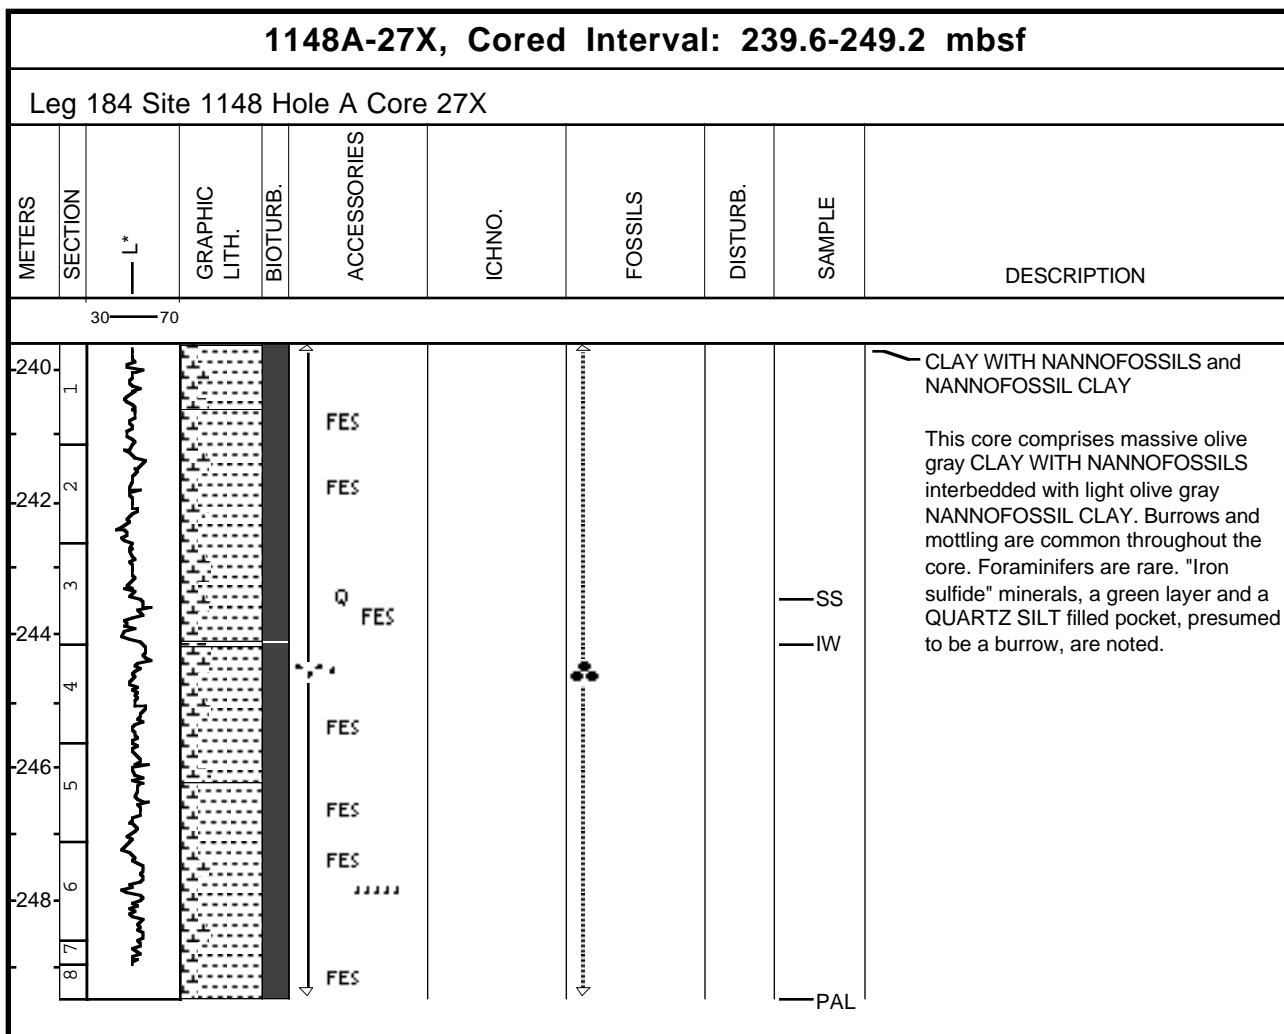 1148A-27X, Cored Interval: 239.6-249.2 mbsf
Leg 184 Site 1148 Hole A Core 27X
METERS
SECTION
L*
GRAPHIC
LITH.
BIOTURB.
ACCESSORIES
ICHNO.
FOSSILS
DISTURB.
SAMPLE
DESCRIPTION
30 70
240
242
244
246
248
1
2
3
4
5
6
7
8
FES
FES
Q
FES
FES
FES
FES
FES
SS
IW
PAL
CLAY WITH NANNOFOSSILS and
NANNOFOSSIL CLAY
This core comprises massive olive
gray CLAY WITH NANNOFOSSILS
interbedded with light olive gray
NANNOFOSSIL CLAY. Burrows and
mottling are common throughout the
core. Foraminifers are rare. "Iron
sulfide" minerals, a green layer and a
QUARTZ SILT filled pocket, presumed
to be a burrow, are noted.